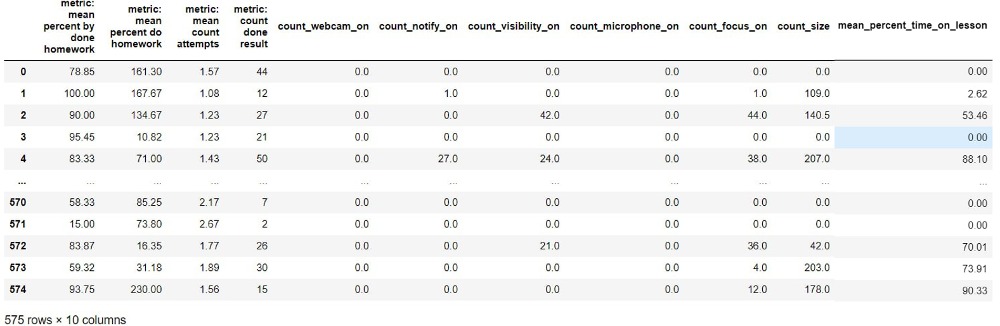 metric: mean percent by done homework	metric: mean percent do homework	metric: mean count attempts	metric: count done result	count_webcam_on	count_notify_on	count_visibility_on	count_microphone_on	count_focus_on	count_size	mean_percent_time_on_lesson
0	78.85	161.30	1.57	44	0.0	0.0	0.0	0.0	0.0	0.0	0.00
1	100.00	167.67	1.08	12	0.0	1.0	0.0	0.0	1.0	109.0	2.62
2	90.00	134.67	1.23	27	0.0	0.0	42.0	0.0	44.0	140.5	53.46
3	95.45	10.82	1.23	21	0.0	0.0	0.0	0.0	0.0	0.0	0.00
4	83.33	71.00	1.43	50	0.0	27.0	24.0	0.0	38.0	207.0	88.10
...	...	...	...	...	...	...	...	...	...	...	...
570	58.33	85.25	2.17	7	0.0	0.0	0.0	0.0	0.0	0.0	0.00
571	15.00	73.80	2.67	2	0.0	0.0	0.0	0.0	0.0	0.0	0.00
572	83.87	16.35	1.77	26	0.0	0.0	21.0	0.0	36.0	42.0	70.01
573	59.32	31.18	1.89	30	0.0	0.0	0.0	0.0	4.0	203.0	73.91
574	93.75	230.00	1.56	15	0.0	0.0	0.0	0.0	12.0	178.0	90.33
575 rows × 10 columns